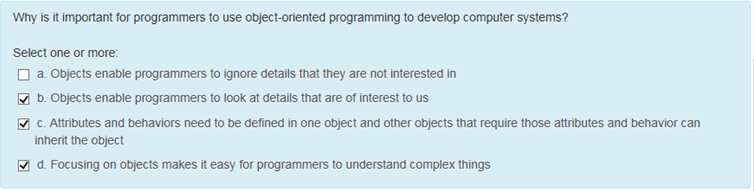 Why is it important for programmers to use object-oriented programming to develop computer systems?
Select one or more:
a. Objects enable programmers to ignore details that they are not interested in
b. Objects enable programmers to look at details that are of interest to us
c. Attributes and behaviors need to be defined in one object and other objects that require those attributes and behavior can
inherit the object
d. Focusing on objects makes it easy for programmers to understand complex things